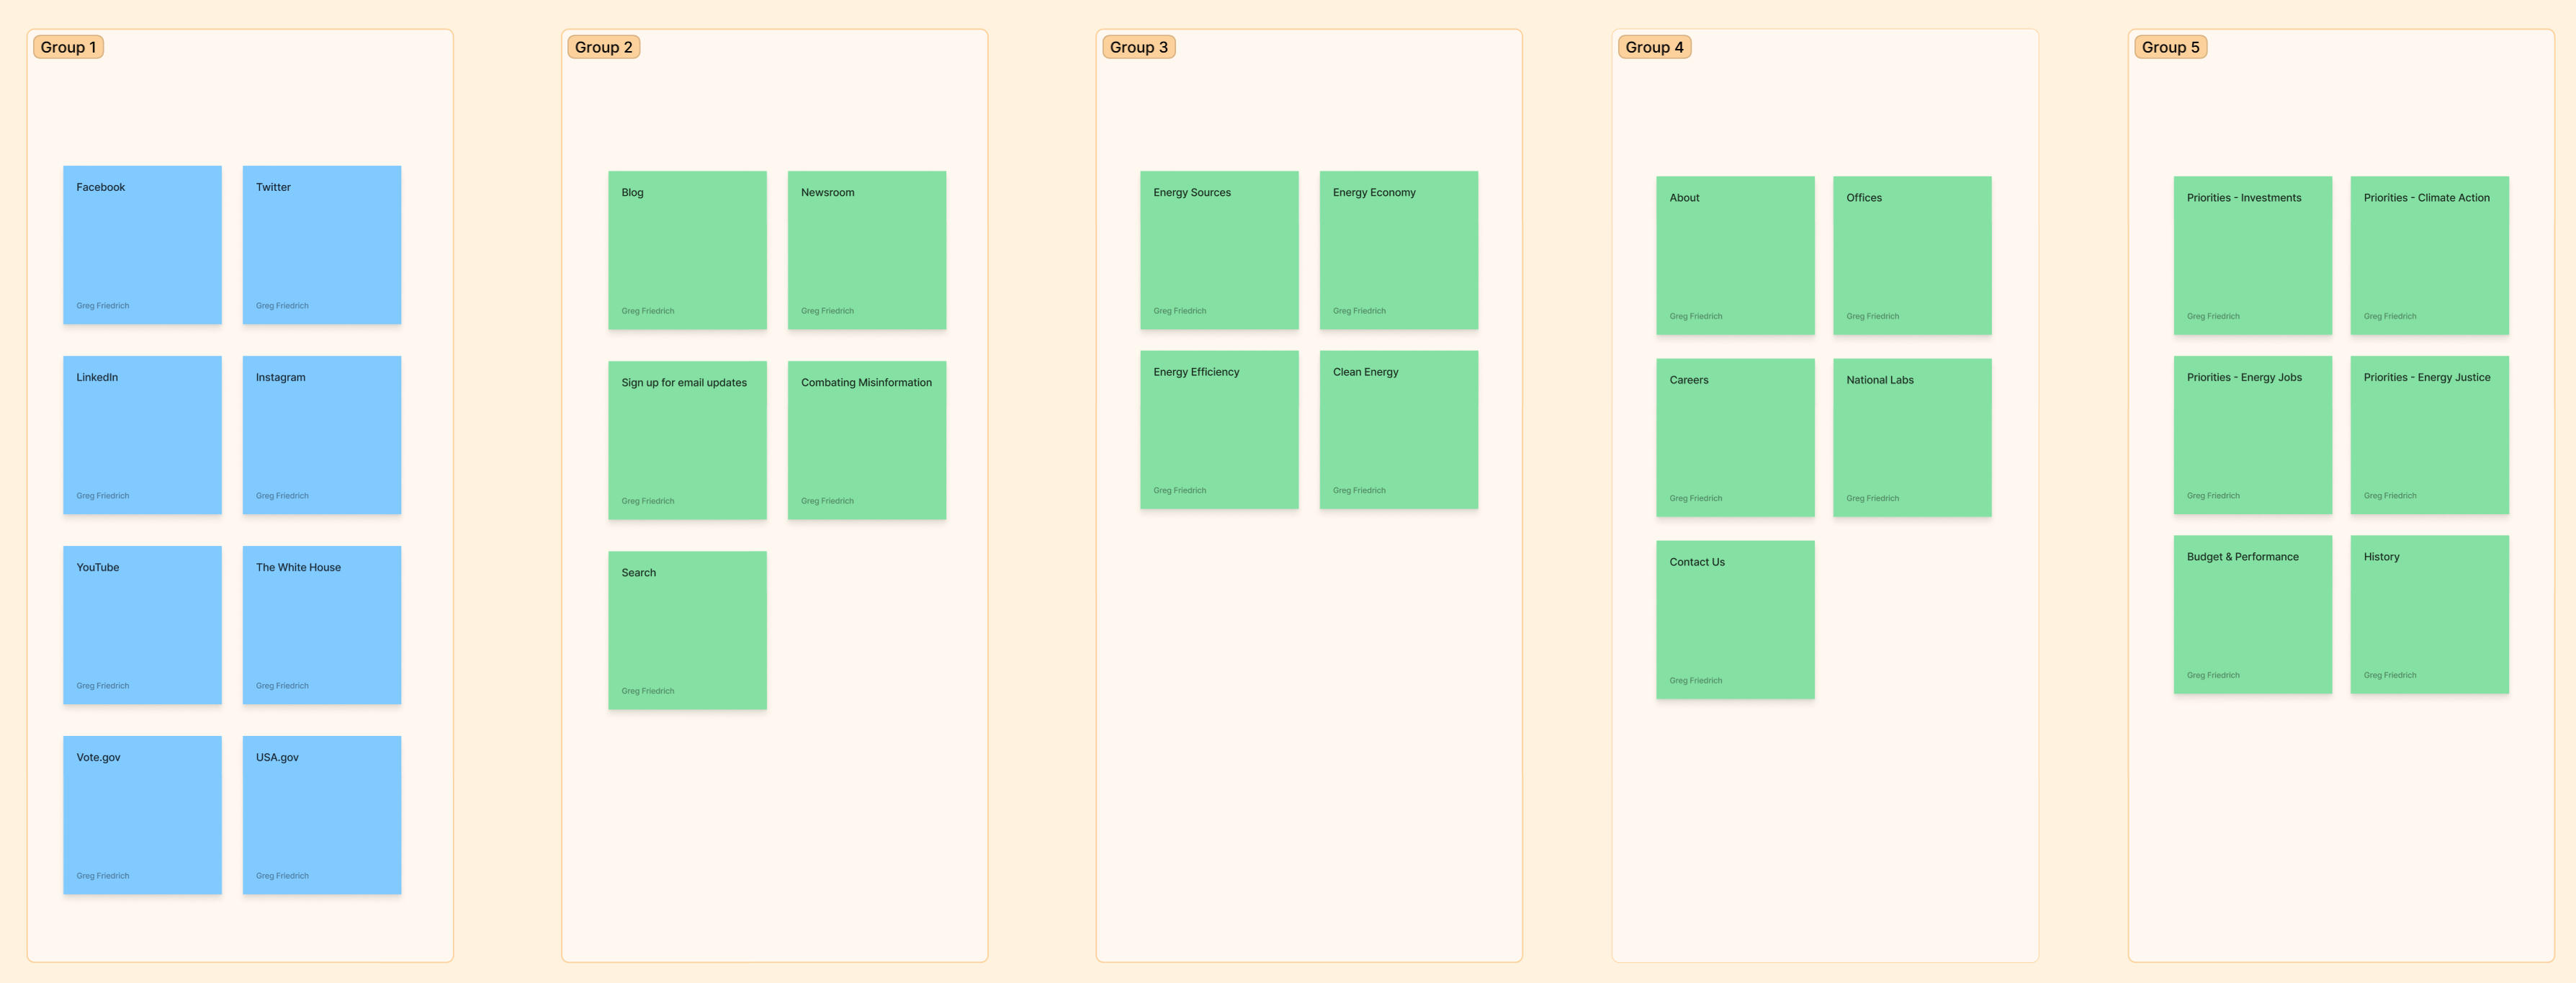 Group 1
Facebook
Greg Friedrich
Twitter
Greg Friedrich
LinkedIn
Greg Friedrich
Instagram
Greg Friedrich
YouTube
Greg Friedrich
The White House
Greg Friedrich
Vote.gov
Greg Friedrich
USA.gov
Greg Friedrich
Group 2
Blog
Greg Friedrich
Newsroom
Greg Friedrich
Sign up for email updates
Greg Friedrich
Combating Misinformation
Greg Friedrich
Search
Greg Friedrich
Group 3
Energy Sources
Greg Friedrich
Energy Economy
Greg Friedrich
Energy Efficiency
Greg Friedrich
Clean Energy
Greg Friedrich
Group 4
About
Greg Friedrich
Offices
Greg Friedrich
Careers
Greg Friedrich
National Labs
Greg Friedrich
Contact Us
Greg Friedrich
Group 5
Priorities - Investments
Greg Friedrich
Priorities - Climate Action
Greg Friedrich
Priorities - Energy Jobs
Greg Friedrich
Priorities - Energy Justice
Greg Friedrich
Budget & Performance
Greg Friedrich
History
Greg Friedrich